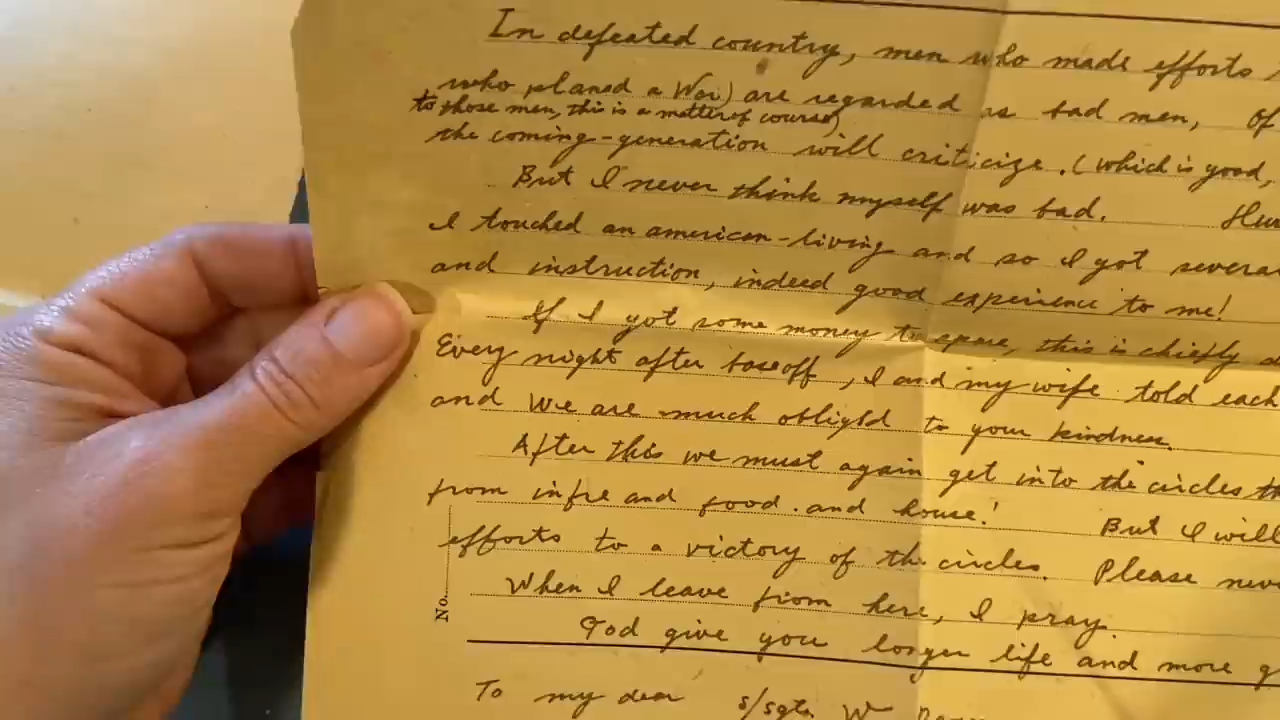 In defeated country, men who made efforts
who planed a War) are regarded as bad men, Of
to those men, this is a matter of course)
the coming-generation will criticize. (which is good,
But I never think myself was bad.
I touched an american-living and so I got severa
and instruction, indeed good experience to me!
If I got some money to spare, this is chiefly
Every night after taseoff, I and my wife told each
and we are much obligld to your kindness.
After this we must again get into the circles
from infre and food. and house! But I will
efforts to a victory of the circles. Please neve
When I leave from here, I pray.
No.
God give you longer life and more g
To my dear s/sgt. W